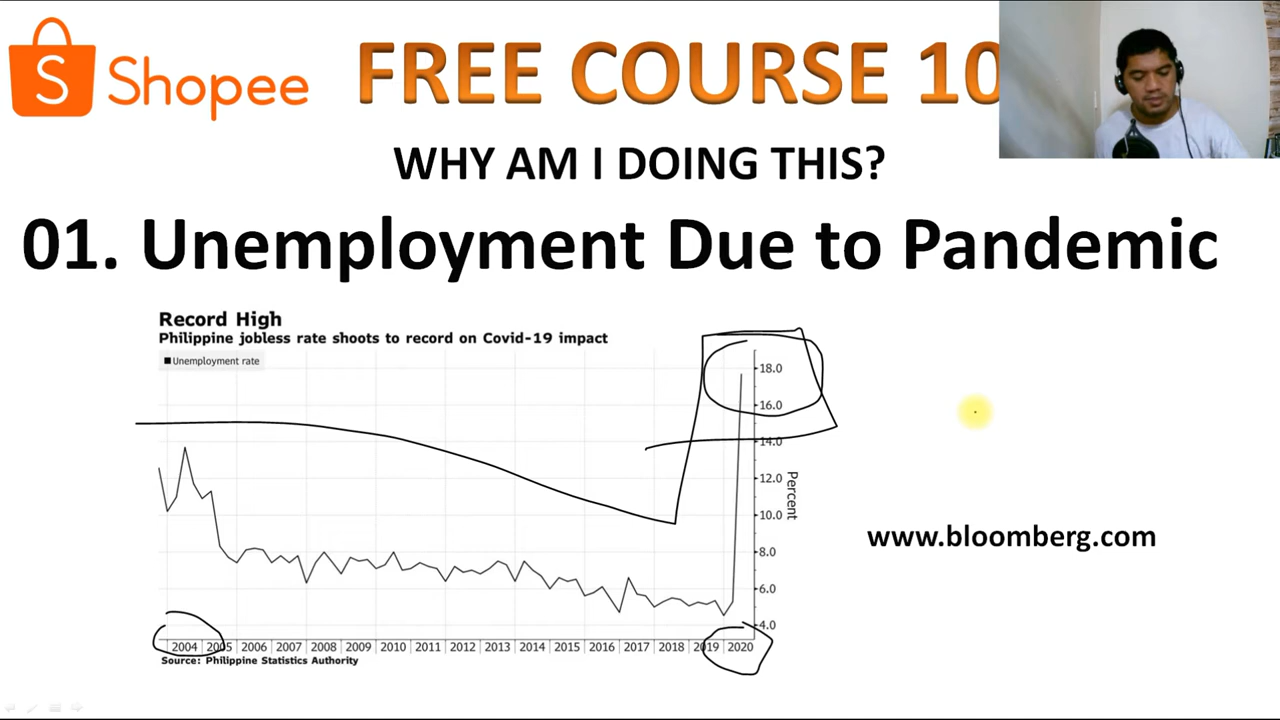 Shopee
FREE COURSE 10
WHY AM I DOING THIS?
01. Unemployment Due to Pandemic
Record High
Philippine jobless rate shoots to record on Covid-19 impact
Unemployment rate
18.0
16.0
14.0
12.0
10.0
8.0
6.0
4.0
Percent
www.bloomberg.com
2004 2005 2006 2007 2008 2009 2010 2011 2012 2013 2014 2015 2016 2017 2018 2019 2020
Source: Philippine Statistics Authority